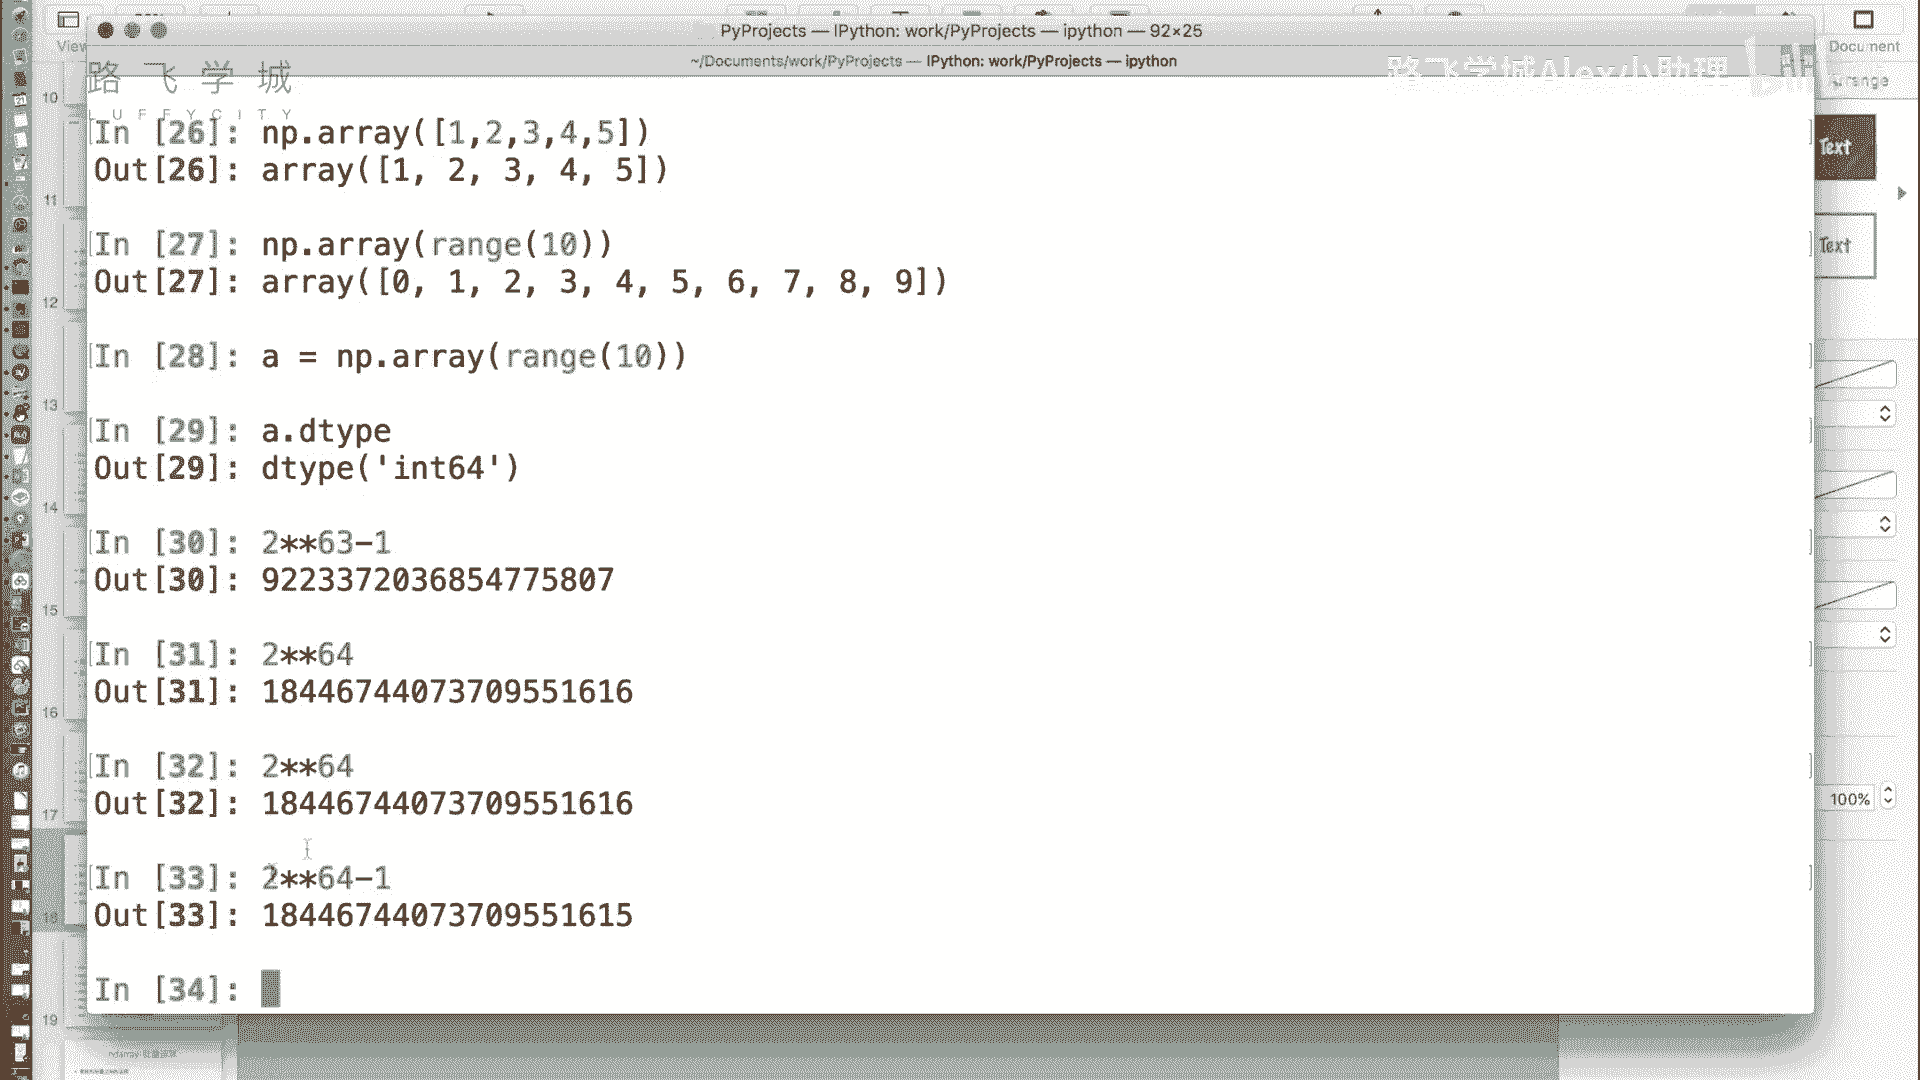 PyProjects — IPython: work/PyProjects — ipython — 92×25
~/Documents/work/PyProjects — IPython: work/PyProjects — ipython
View
Document
路飞学城
LUFFYCITY
路飞学城Alex小助理
In [26]: np.array([1,2,3,4,5])
Out[26]: array([1, 2, 3, 4, 5])
In [27]: np.array(range(10))
Out[27]: array([0, 1, 2, 3, 4, 5, 6, 7, 8, 9])
In [28]: a = np.array(range(10))
In [29]: a.dtype
Out[29]: dtype('int64')
In [30]: 2**63-1
Out[30]: 9223372036854775807
In [31]: 2**64
Out[31]: 18446744073709551616
In [32]: 2**64
Out[32]: 18446744073709551616
In [33]: 2**64-1
Out[33]: 18446744073709551615
In [34]:
10
11
12
13
14
15
16
17
18
19
Text
Text
100%